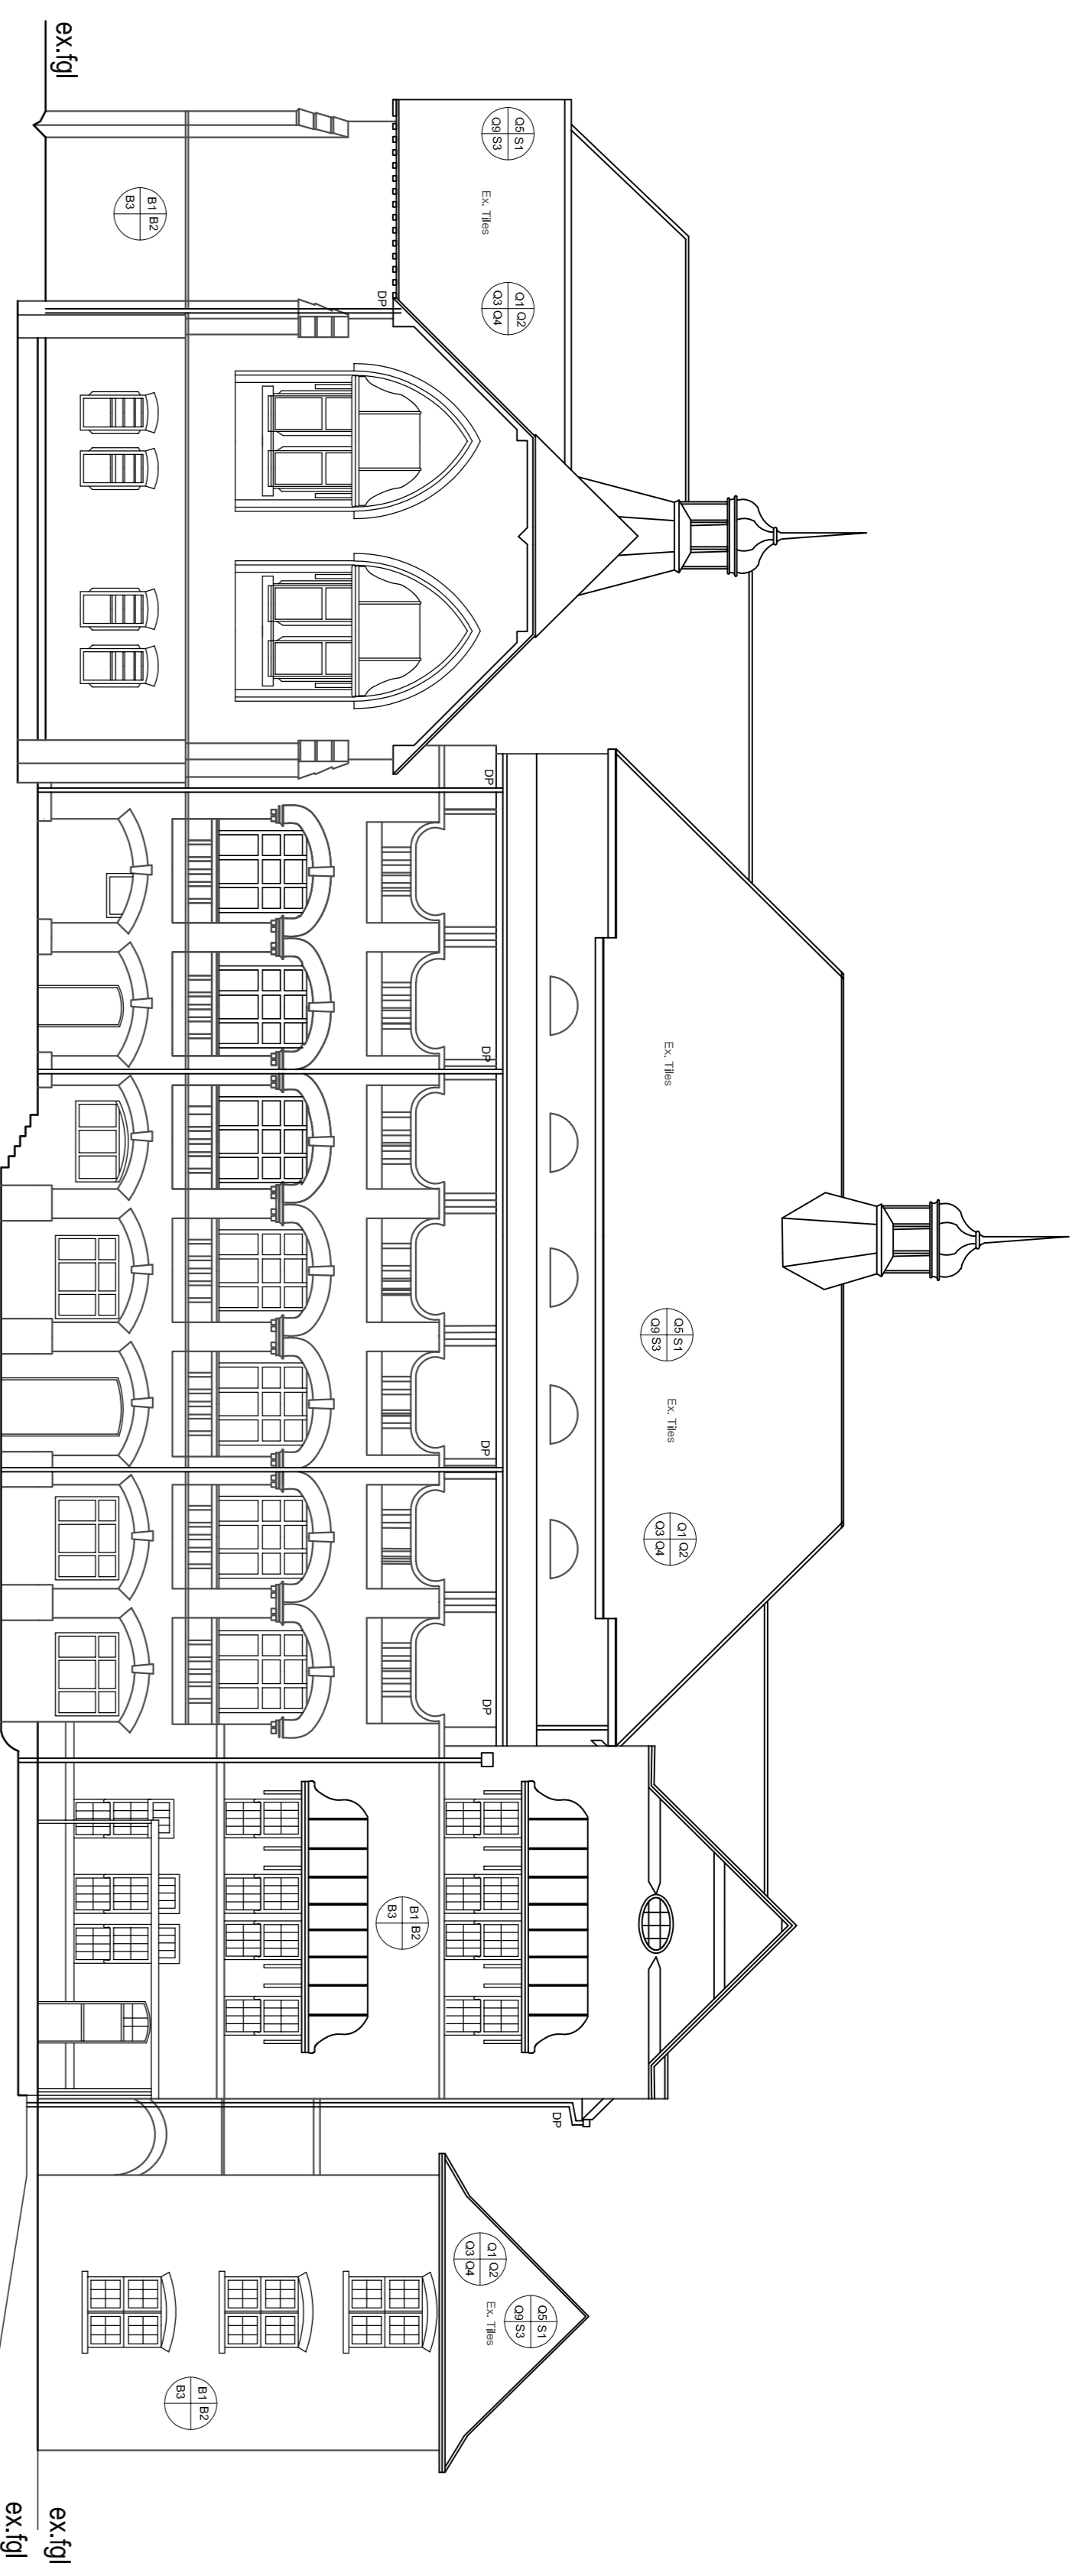 ex.fgl
Q5 S1
Q9 S3
Ex. Tiles
Q1 Q2
Q3 Q4
B1 B2
B3
DP
DP
DP
Ex. Tiles
Q5 S1
Q9 S3
Ex. Tiles
Q1 Q2
Q3 Q4
DP
DP
B1 B2
B3
DP
Q1 Q2
Q3 Q4
Q5 S1
Q9 S3
Ex. Tiles
B1 B2
B3
ex.fgl
ex.fgl